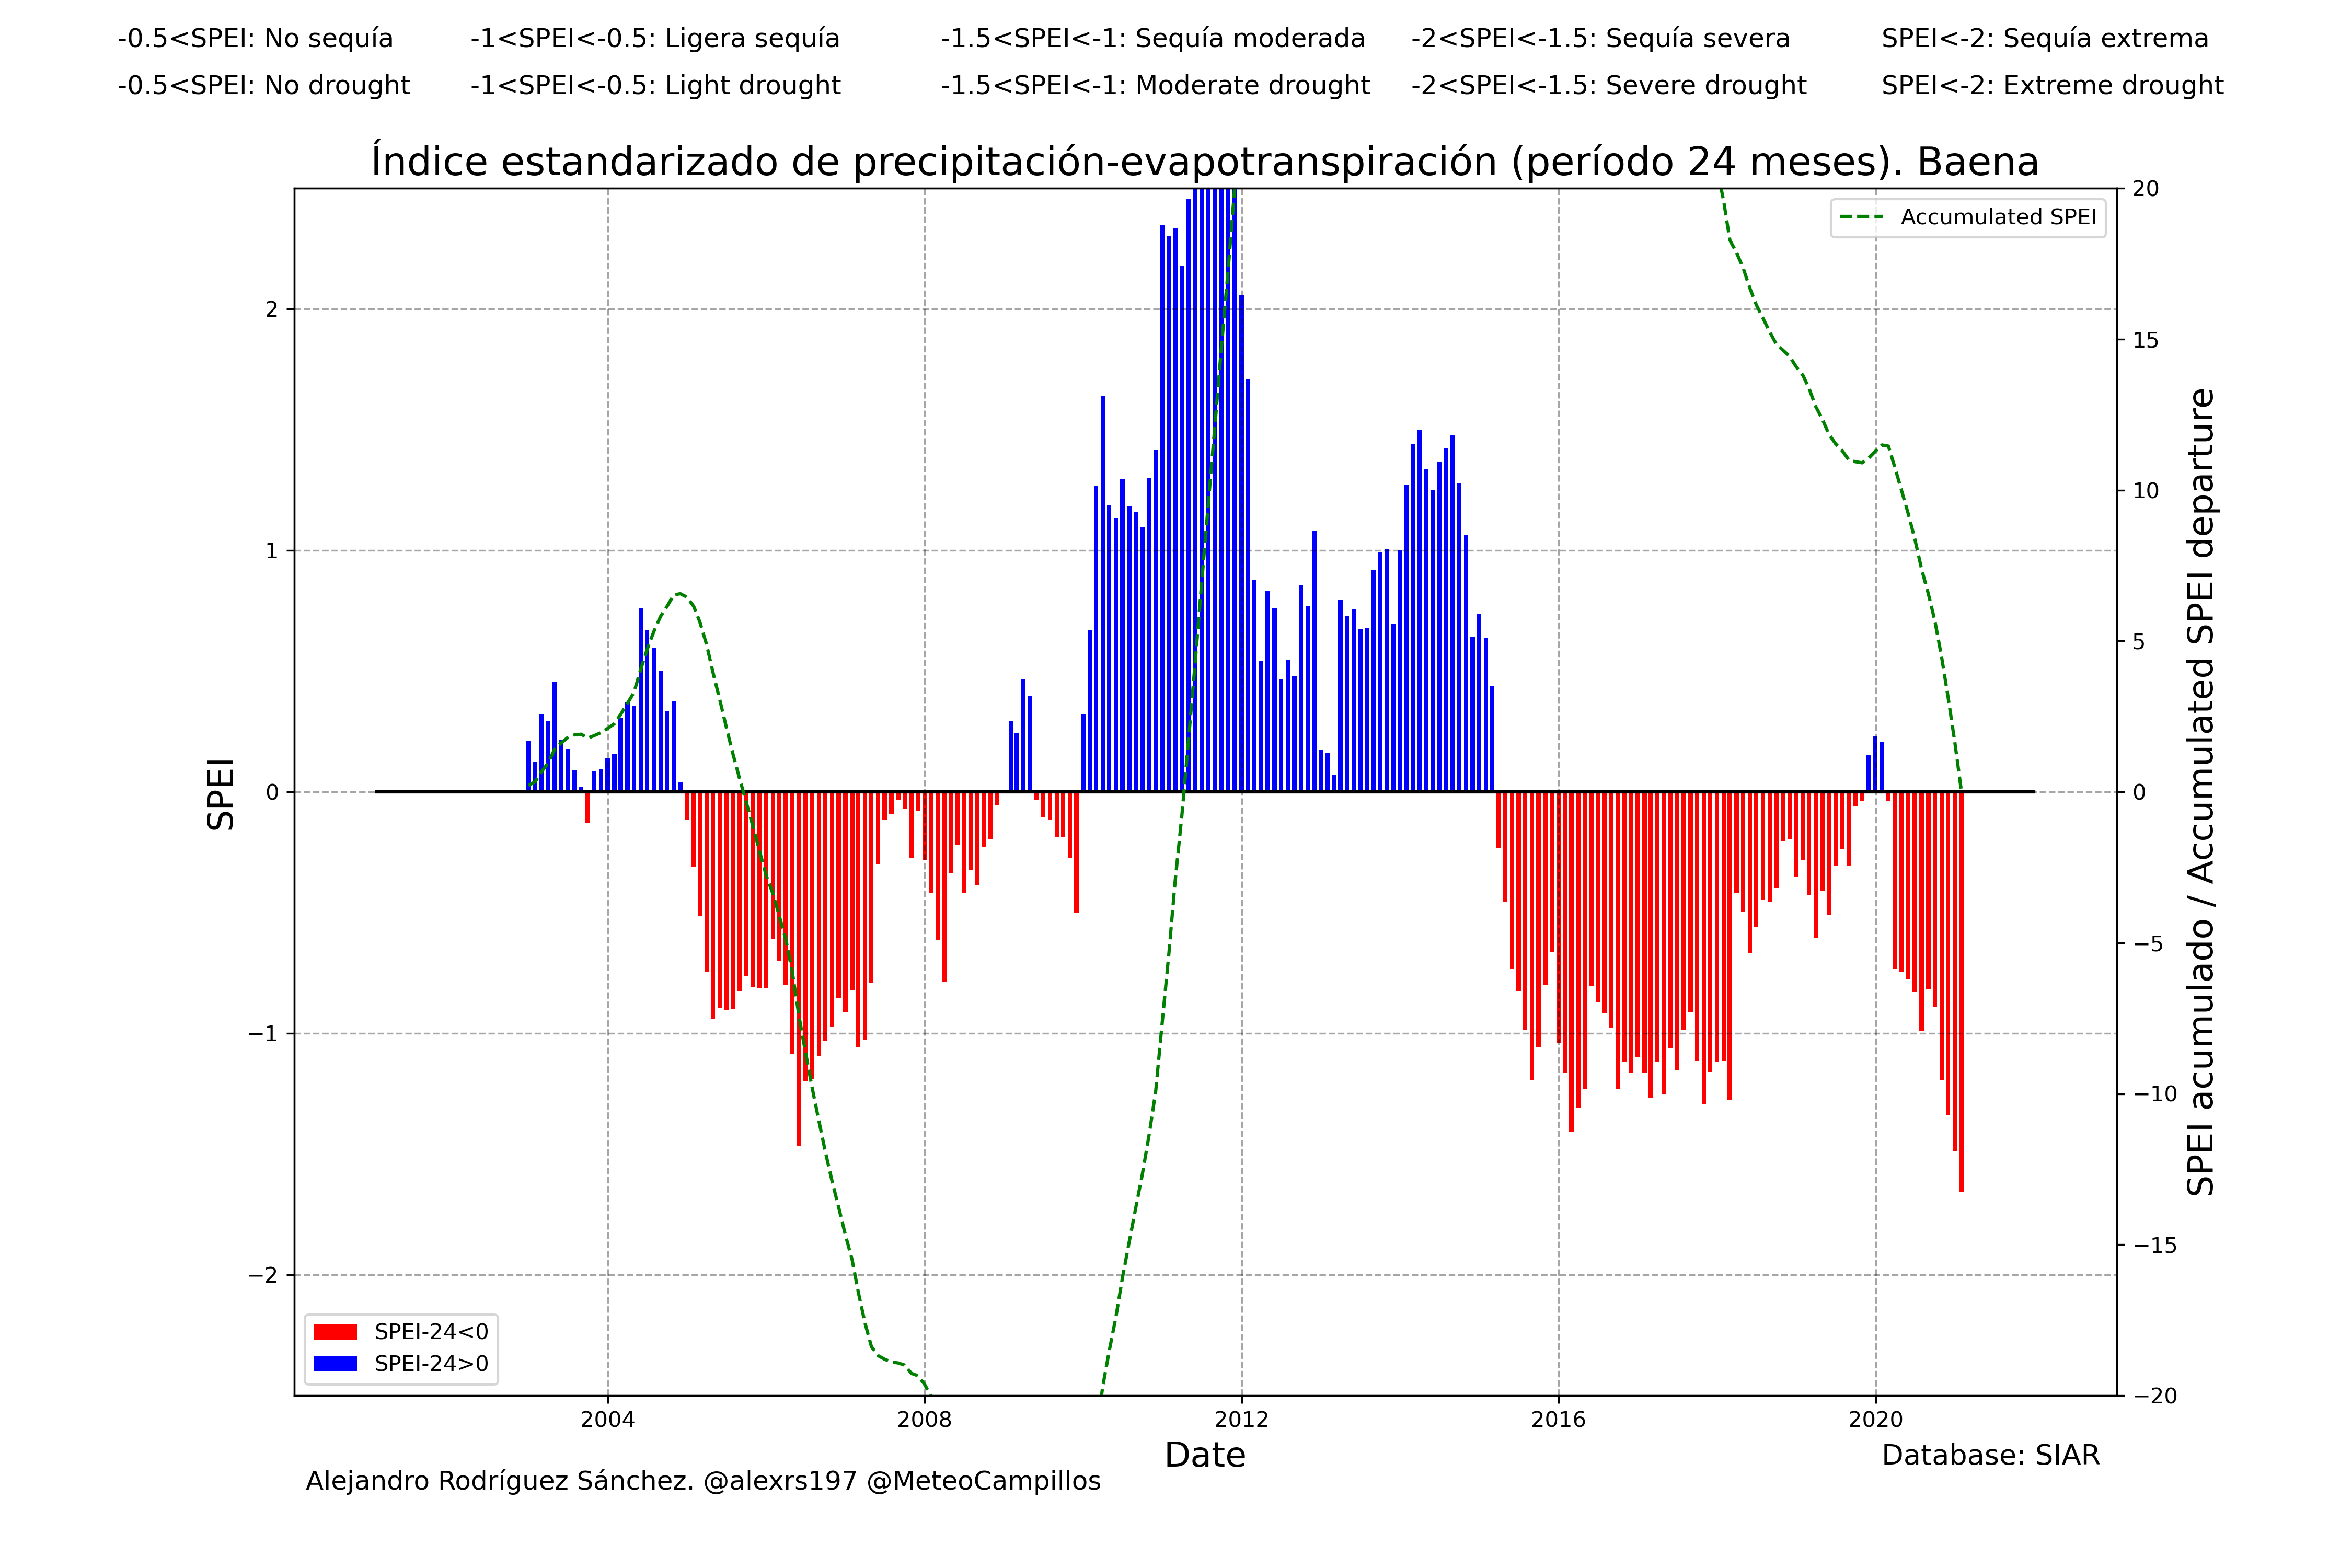 -0.5<SPEI: No sequía -1<SPEI<-0.5: Ligera sequía -1.5<SPEI<-1: Sequía moderada -2<SPEI<-1.5: Sequía severa SPEI<-2: Sequía extrema
-0.5<SPEI: No drought -1<SPEI<-0.5: Light drought -1.5<SPEI<-1: Moderate drought -2<SPEI<-1.5: Severe drought SPEI<-2: Extreme drought
Índice estandarizado de precipitación-evapotranspiración (período 24 meses). Baena
Accumulated SPEI
SPEI
2
1
0
−1
−2
20
15
10
5
0
−5
−10
−15
−20
SPEI acumulado / Accumulated SPEI departure
SPEI-24<0
SPEI-24>0
2004 2008 2012 2016 2020
Date
Database: SIAR
Alejandro Rodríguez Sánchez. @alexrs197 @MeteoCampillos